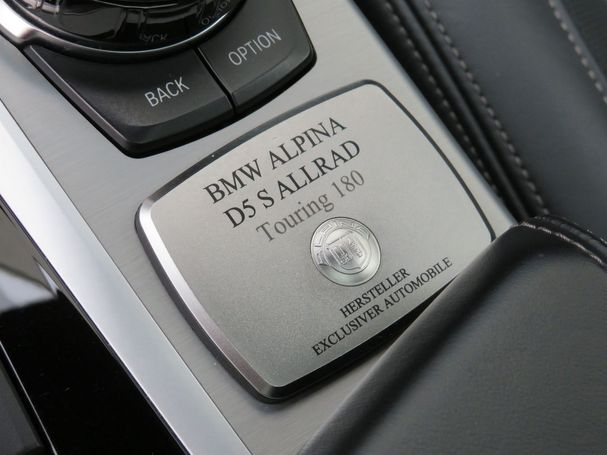 OPTION
BACK
BMW ALPINA
D5 S ALLRAD
Touring 180
HERSTELLER
EXCLUSIVER AUTOMOBILE